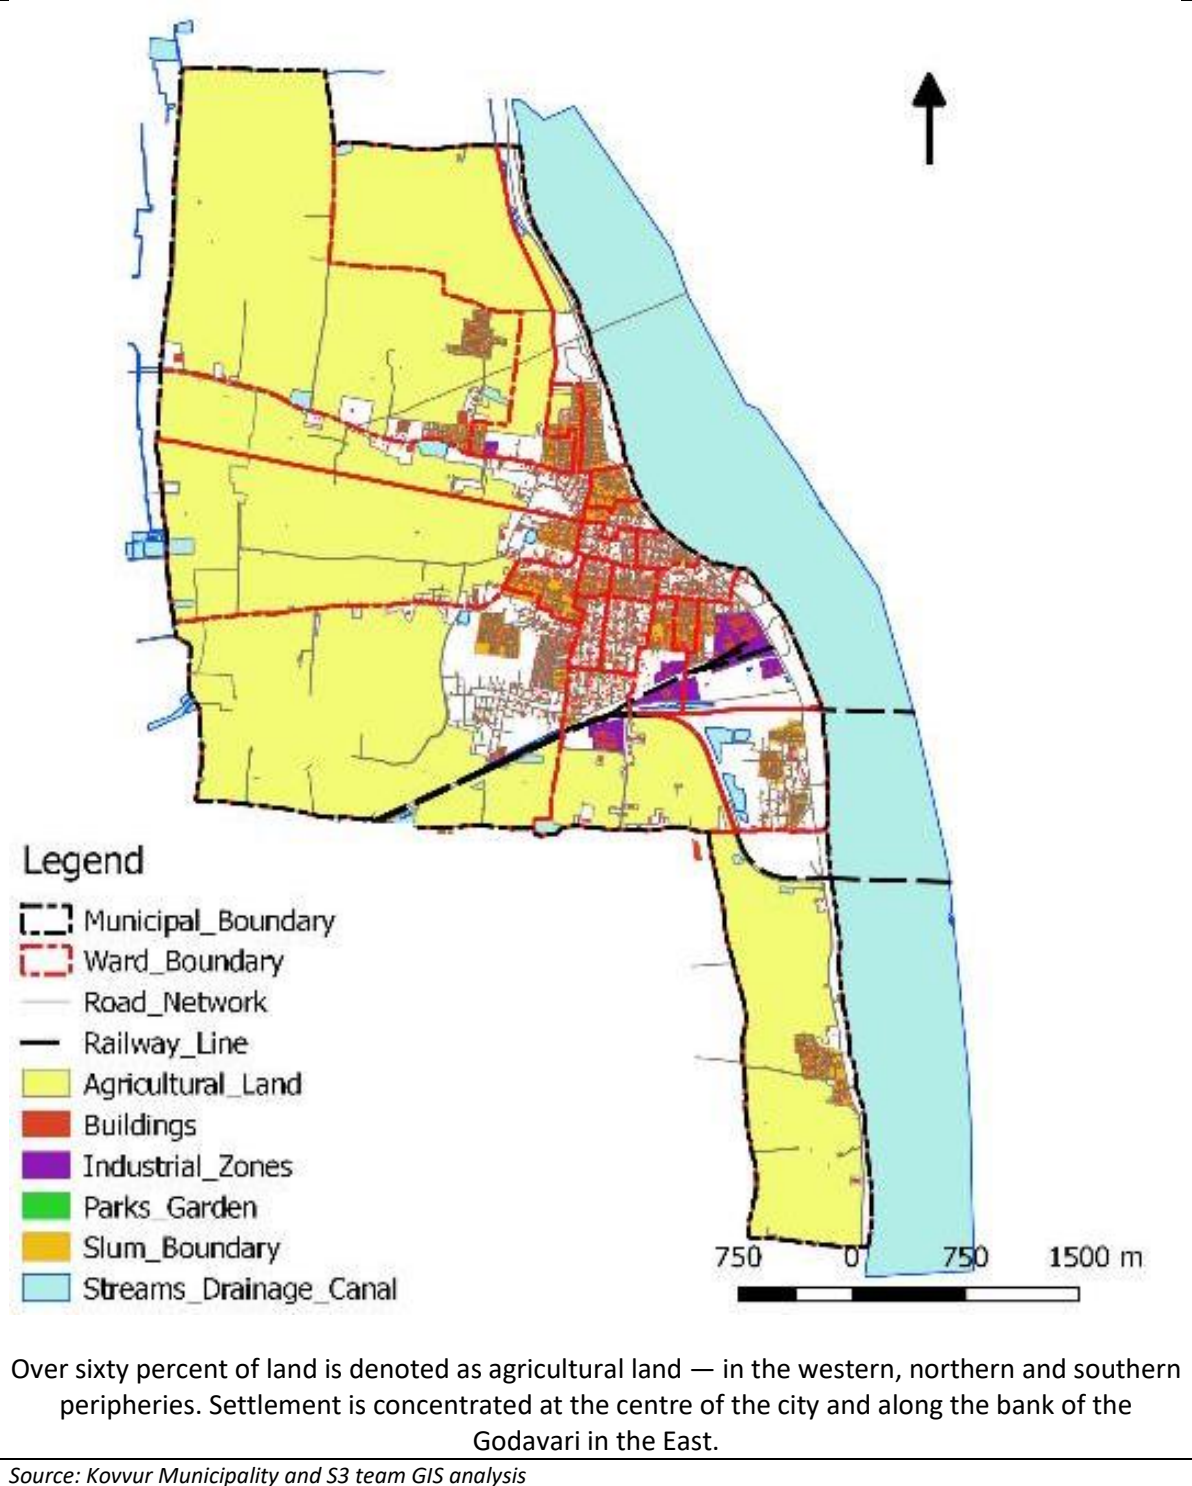 Legend
Municipal_Boundary
Ward_Boundary
Road_Network
Railway_Line
Agricultural_Land
Buildings
Industrial_Zones
Parks_Garden
Slum_Boundary
Streams_Drainage_Canal
750 0 750 1500 m
Over sixty percent of land is denoted as agricultural land — in the western, northern and southern
peripheries. Settlement is concentrated at the centre of the city and along the bank of the
Godavari in the East.
Source: Kovvur Municipality and S3 team GIS analysis